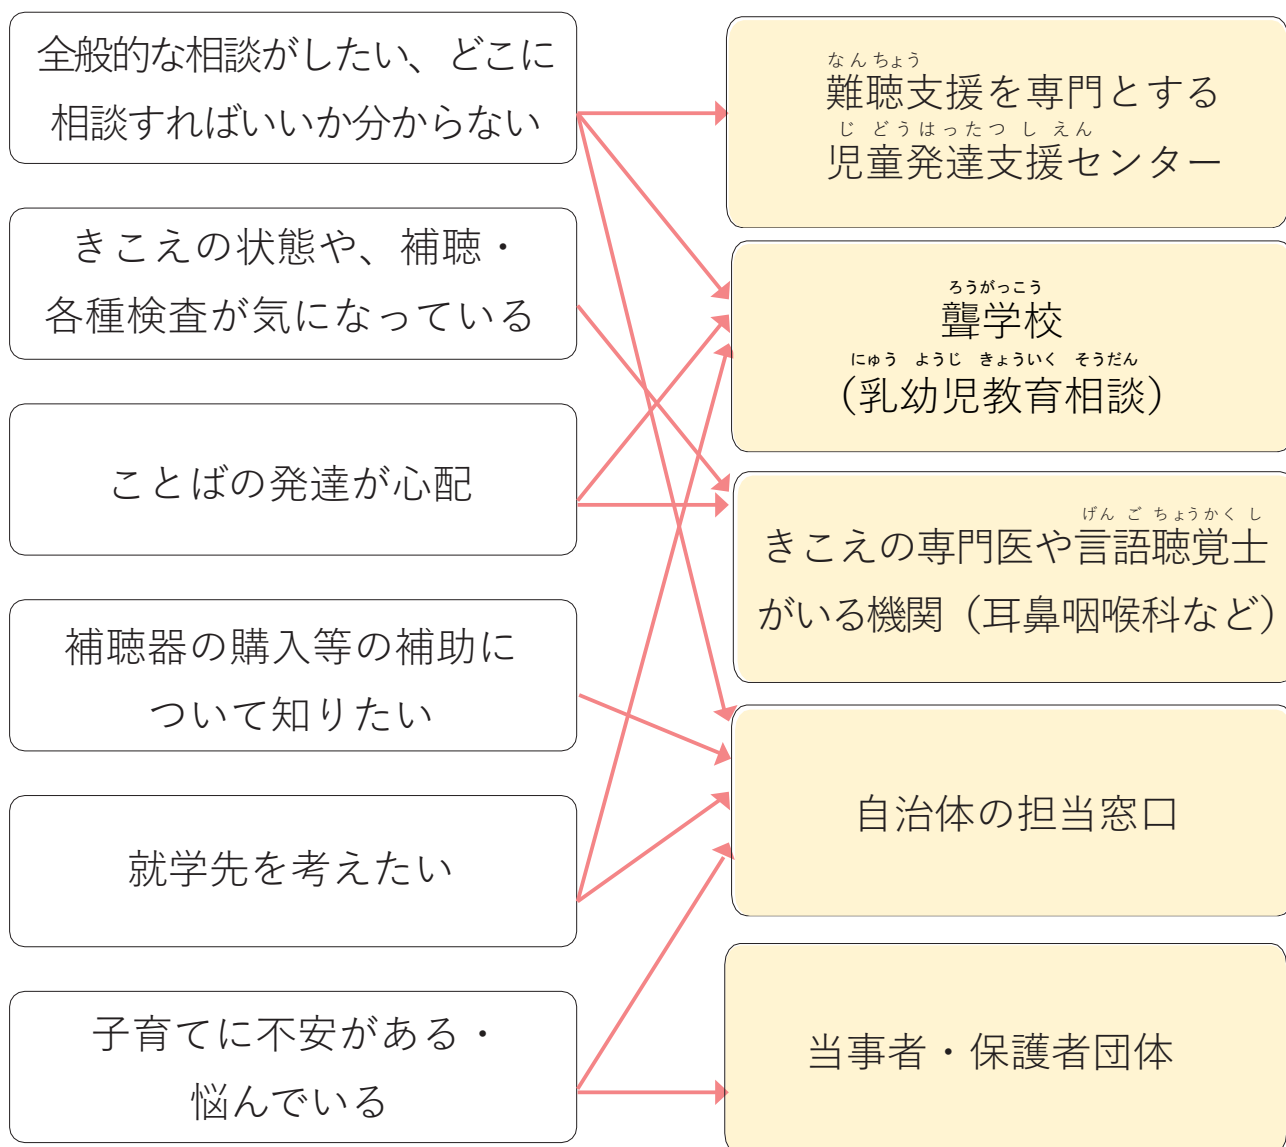 全般的な相談がしたい、どこに
相談すればいいか分からない
きこえの状態や、補聴・
各種検査が気になっている
ことばの発達が心配
補聴器の購入等の補助に
ついて知りたい
就学先を考えたい
子育てに不安がある・
悩んでいる
なんちょう
難聴支援を専門とする
じどうはったつしえん
児童発達支援センター
ろうがっこう
聾学校
にゅう ようじ きょういく そうだん
（乳幼児教育相談）
げんごちょうかくし
きこえの専門医や言語聴覚士
がいる機関（耳鼻咽喉科など）
自治体の担当窓口
当事者・保護者団体